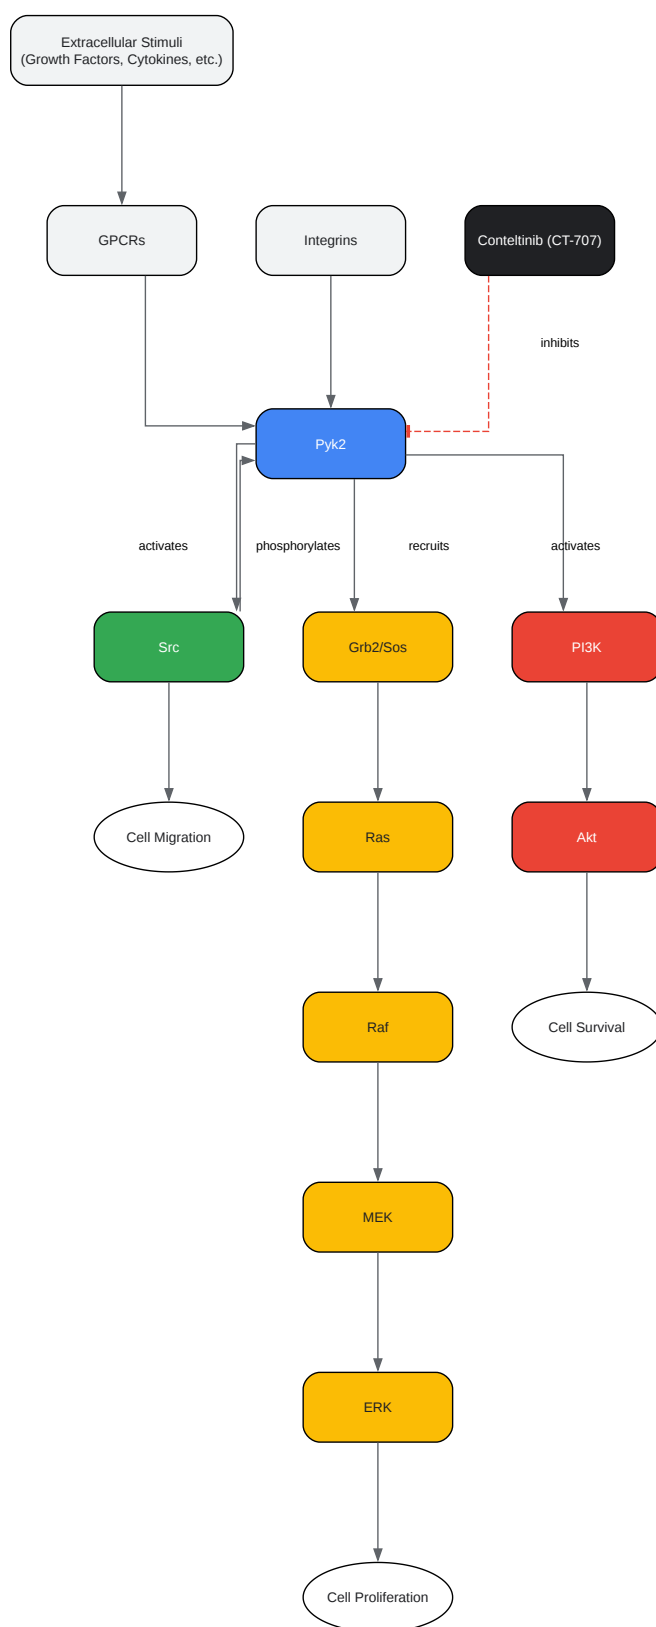 Extracellular Stimuli
(Growth Factors, Cytokines, etc.)
GPCRs
Integrins
Conteltinib (CT-707)
inhibits
Pyk2
activates
phosphorylates
recruits
activates
Src
Grb2/Sos
PI3K
Cell Migration
Ras
Akt
Raf
Cell Survival
MEK
ERK
Cell Proliferation